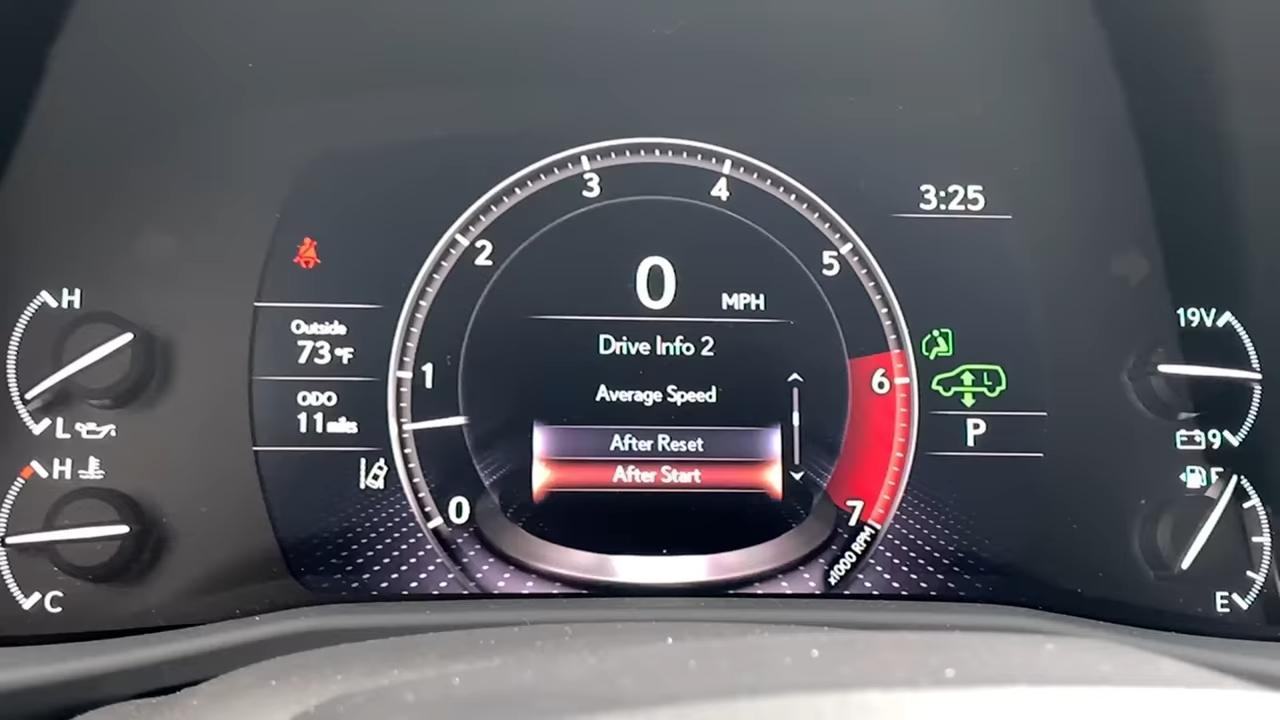 3
4
2
5
1
6
0
7
x1000 RPM
0 MPH
Drive Info 2
Average Speed
After Reset
After Start
H
L
H
C
Outside
73°F
ODO
11 miles
3:25
L
P
19V
9
F
E